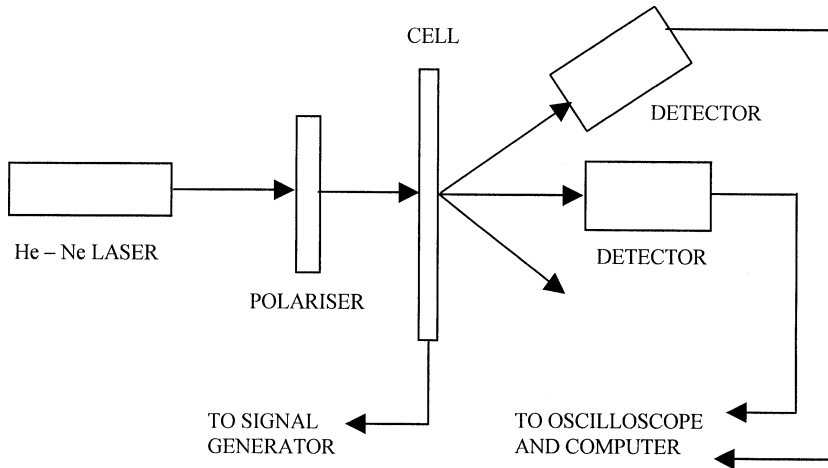 CELL
DETECTOR
He – Ne LASER
DETECTOR
POLARISER
TO SIGNAL
GENERATOR
TO OSCILLOSCOPE
AND COMPUTER